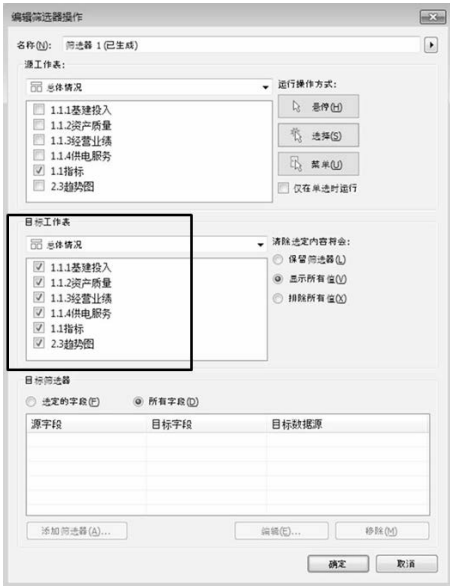 编辑筛选器操作
名称(N): 筛选器 1(已生成)
源工作表:
总体情况
运行操作方式:
1.1.1基建投入
1.1.2资产质量
1.1.3经营业绩
1.1.4供电服务
1.1指标
2.3趋势图
悬停(H)
选择(S)
菜单(U)
仅在单选时运行
目标工作表
总体情况
清除选定内容将会:
1.1.1基建投入
1.1.2资产质量
1.1.3经营业绩
1.1.4供电服务
1.1指标
2.3趋势图
保留筛选器(L)
显示所有值(V)
排除所有值(X)
目标筛选器
选定的字段(F) 所有字段(D)
源字段 目标字段 目标数据源
添加筛选器(A)... 编辑(E)... 移除(M)
确定 取消